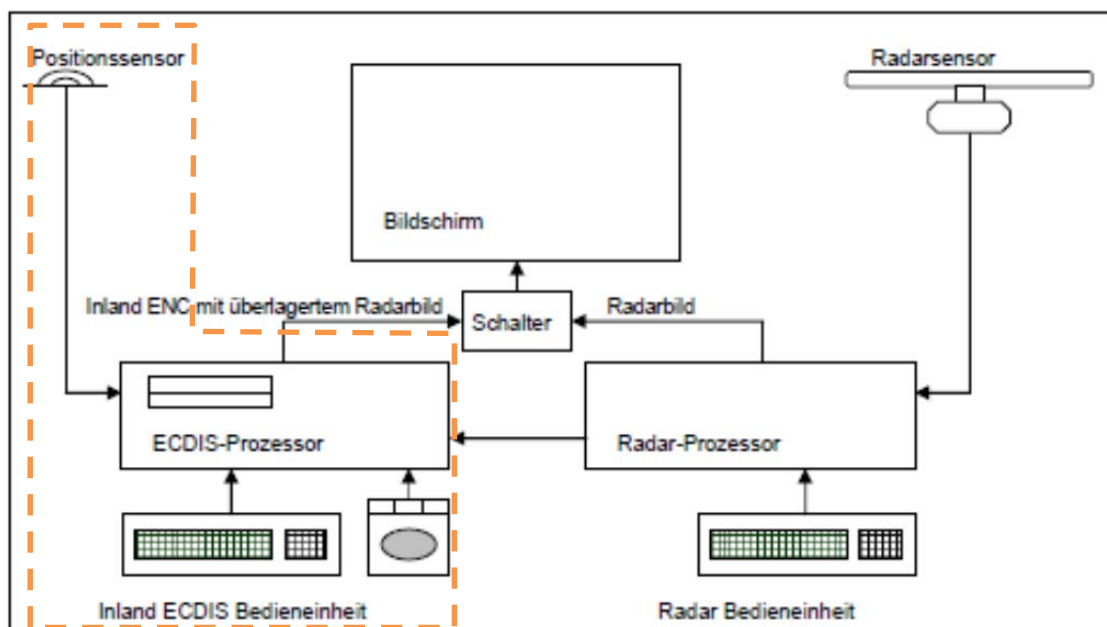 Positionssensor
Radarsensor
Bildschirm
Inland ENC mit überlagertem Radarbild
Schalter
Radarbild
ECDIS-Prozessor
Radar-Prozessor
Inland ECDIS Bedieneinheit
Radar Bedieneinheit